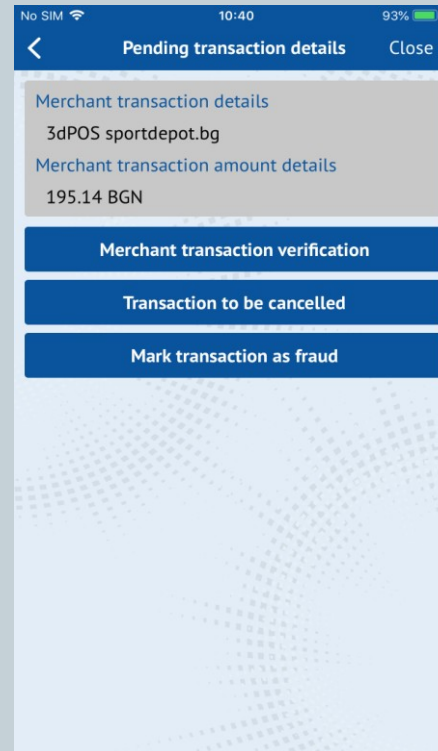 No SIM 10:40 93%
Pending transaction details Close
Merchant transaction details
3dPOS sportdepot.bg
Merchant transaction amount details
195.14 BGN
Merchant transaction verification
Transaction to be cancelled
Mark transaction as fraud